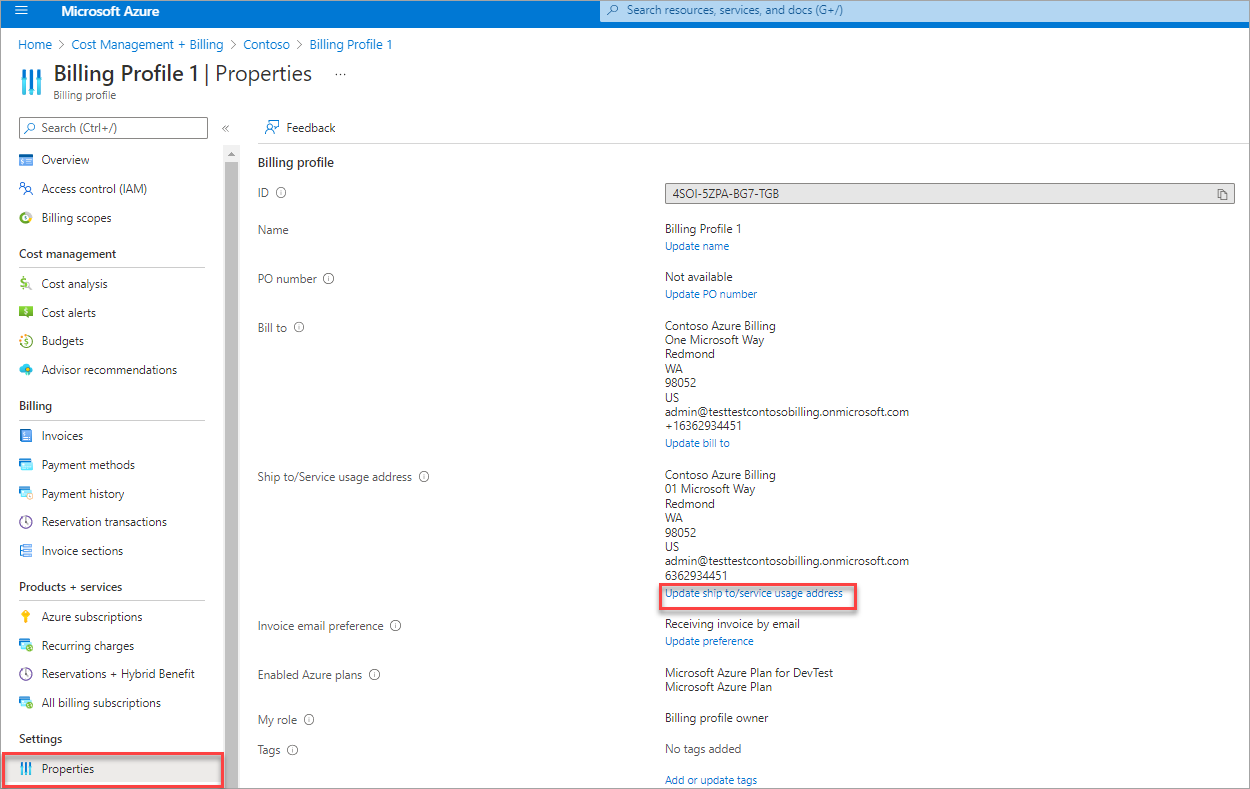 Microsoft Azure
Search resources, services, and docs (G+/)
Home > Cost Management + Billing > Contoso > Billing Profile 1
Billing Profile 1 | Properties ...
Billing profile
Search (Ctrl+/)
«
Overview
Access control (IAM)
Billing scopes
Cost management
Cost analysis
Cost alerts
Budgets
Advisor recommendations
Billing
Invoices
Payment methods
Payment history
Reservation transactions
Invoice sections
Products + services
Azure subscriptions
Recurring charges
Reservations + Hybrid Benefit
All billing subscriptions
Settings
Properties
Feedback
Billing profile
ID
4SOI-5ZPA-BG7-TGB
Name
Billing Profile 1
Update name
PO number
Not available
Update PO number
Bill to
Contoso Azure Billing
One Microsoft Way
Redmond
WA
98052
US
admin@testtestcontosobilling.onmicrosoft.com
+16362934451
Update bill to
Ship to/Service usage address
Contoso Azure Billing
01 Microsoft Way
Redmond
WA
98052
US
admin@testtestcontosobilling.onmicrosoft.com
6362934451
Update ship to/service usage address
Invoice email preference
Receiving invoice by email
Update preference
Enabled Azure plans
Microsoft Azure Plan for DevTest
Microsoft Azure Plan
My role
Billing profile owner
Tags
No tags added
Add or update tags